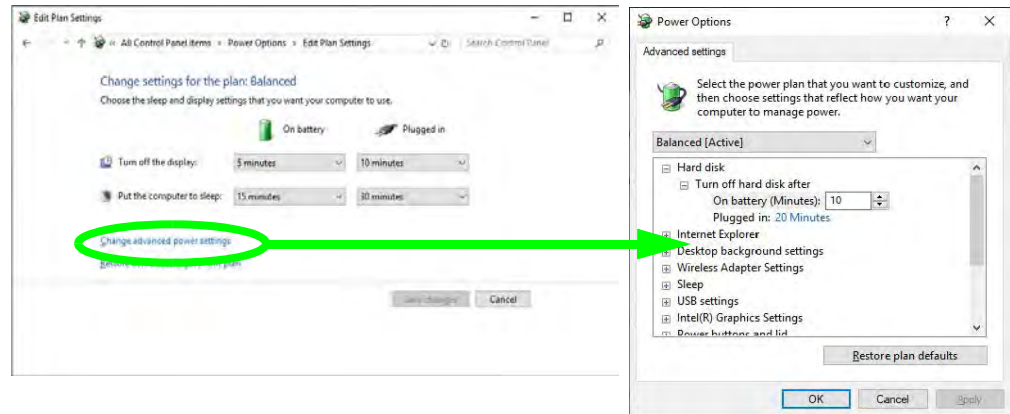 Edit Plan Settings
« All Control Panel Items › Power Options › Edit Plan Settings
Search Control Panel
Change settings for the plan: Balanced
Choose the sleep and display settings that you want your computer to use.
On battery
Plugged in
Turn off the display:
5 minutes
10 minutes
Put the computer to sleep:
15 minutes
30 minutes
Change advanced power settings
plan
Cancel
Power Options
? ×
Advanced settings
Select the power plan that you want to customize, and
then choose settings that reflect how you want your
computer to manage power.
Balanced [Active]
Hard disk
Turn off hard disk after
On battery (Minutes): 10
Plugged in: 20 Minutes
Internet Explorer
Desktop background settings
Wireless Adapter Settings
Sleep
USB settings
Intel(R) Graphics Settings
Power buttons and lid
Restore plan defaults
OK
Cancel
Apply